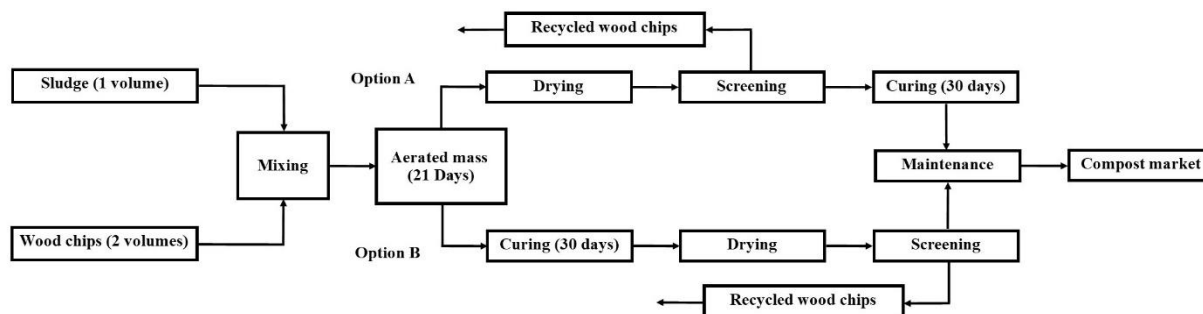 Recycled wood chips
Sludge (1 volume)
Option A
Drying
Screening
Curing (30 days)
Mixing
Aerated mass
(21 Days)
Maintenance
Compost market
Wood chips (2 volumes)
Option B
Curing (30 days)
Drying
Screening
Recycled wood chips